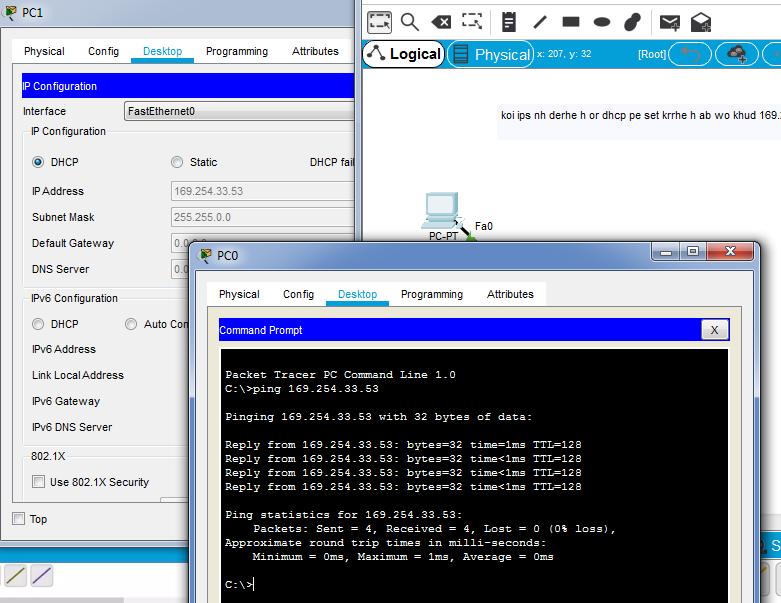 PC1
Physical Config Desktop Programming Attributes
IP Configuration
Interface FastEthernet0
IP Configuration
DHCP Static DHCP fail
IP Address 169.254.33.53
Subnet Mask 255.255.0.0
Default Gateway
DNS Server
IPv6 Configuration
DHCP
IPv6 Address
Link Local Address
IPv6 Gateway
IPv6 DNS Server
802.1X
Use 802.1X Security
Top
Logical Physical x: 207, y: 32 [Root]
koi ips nh derhe h or dhcp pe set krrhe h ab wo khud 169.
Fa0
PC-PT
PC0
Physical Config Desktop Programming Attributes
Command Prompt X
Packet Tracer PC Command Line 1.0
C:\>ping 169.254.33.53
Pinging 169.254.33.53 with 32 bytes of data:
Reply from 169.254.33.53: bytes=32 time=1ms TTL=128
Reply from 169.254.33.53: bytes=32 time<1ms TTL=128
Reply from 169.254.33.53: bytes=32 time<1ms TTL=128
Reply from 169.254.33.53: bytes=32 time<1ms TTL=128
Ping statistics for 169.254.33.53:
Packets: Sent = 4, Received = 4, Lost = 0 (0% loss),
Approximate round trip times in milli-seconds:
Minimum = 0ms, Maximum = 1ms, Average = 0ms
C:\>